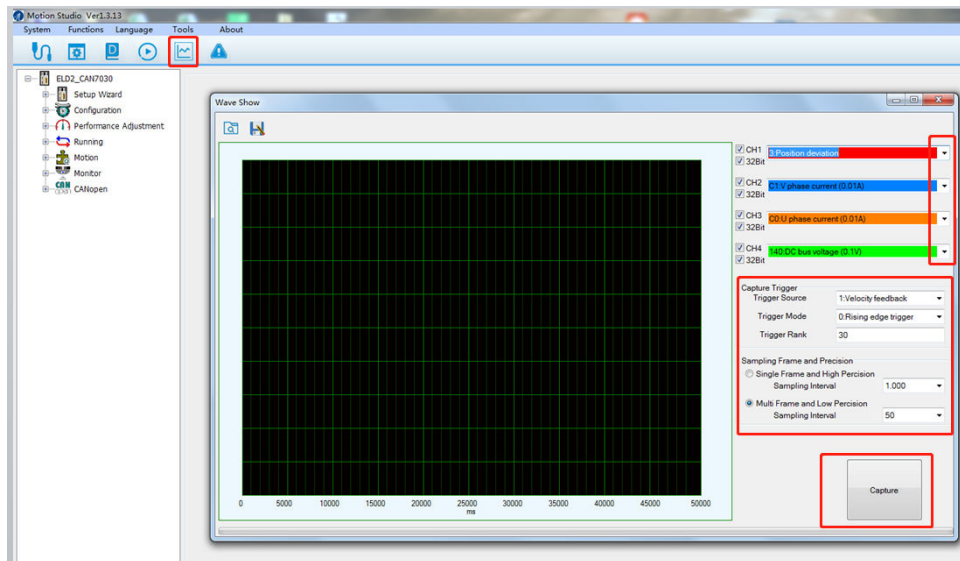 Motion Studio Ver1.3.13
System Functions Language Tools About
ELD2_CAN7030
Setup Wizard
Configuration
Performance Adjustment
Running
Motion
Monitor
CANopen
Wave Show
CH1 3:Position deviation
32Bit
CH2 C1:V phase current (0.01A)
32Bit
CH3 C0:U phase current (0.01A)
32Bit
CH4 140:DC bus voltage (0.1V)
32Bit
Capture Trigger
Trigger Source 1:Velocity feedback
Trigger Mode 0:Rising edge trigger
Trigger Rank 30
Sampling Frame and Precision
Single Frame and High Percision
Sampling Interval 1.000
Multi Frame and Low Percision
Sampling Interval 50
Capture
0 5000 10000 15000 20000 25000 30000 35000 40000 45000 50000
ms